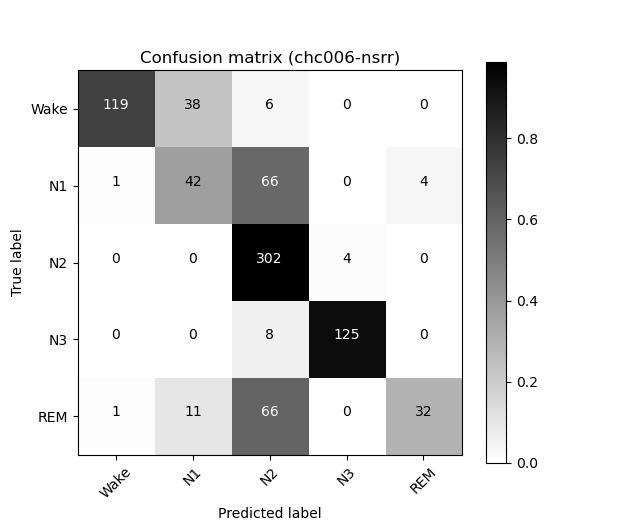 Confusion matrix (chc006-nsrr)
Wake 119 38 6 0 0
N1 1 42 66 0 4
N2 0 0 302 4 0
N3 0 0 8 125 0
REM 1 11 66 0 32
Wake N1 N2 N3 REM
Predicted label
True label
0.8
0.6
0.4
0.2
0.0